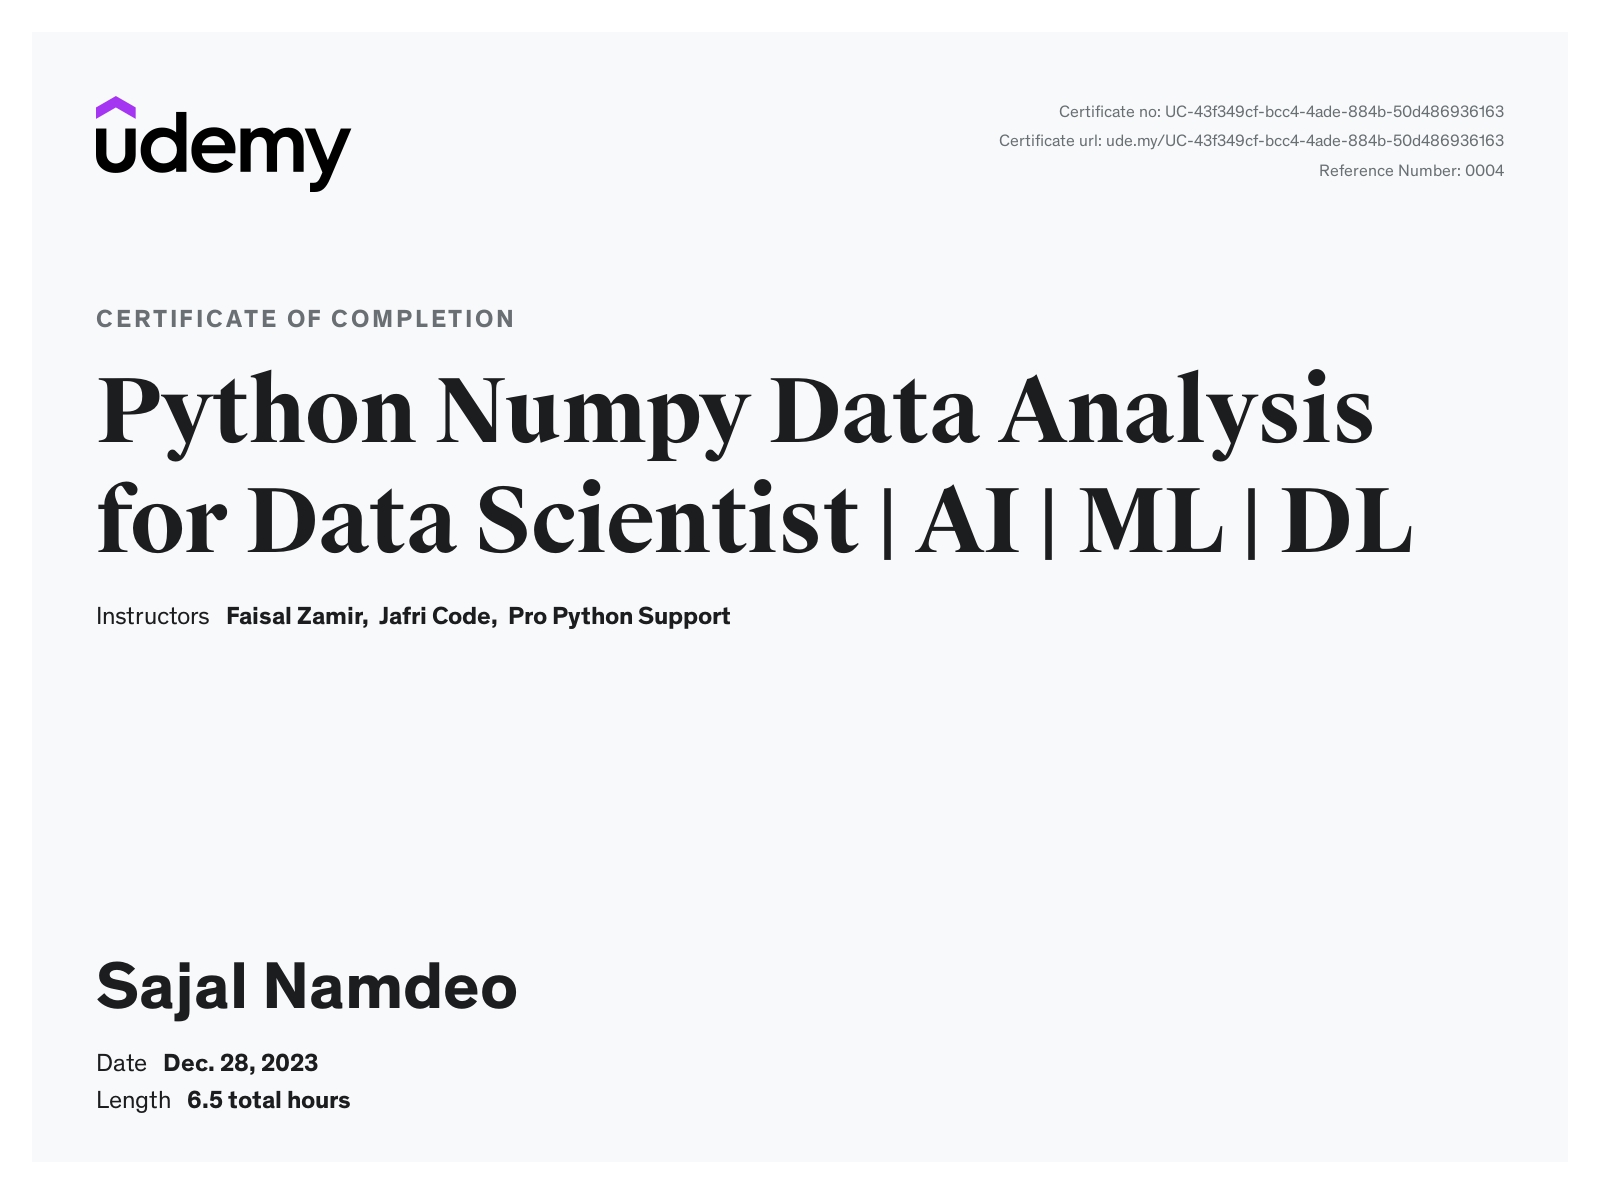 udemy
Certificate no: UC-43f349cf-bcc4-4ade-884b-50d486936163
Certificate url: ude.my/UC-43f349cf-bcc4-4ade-884b-50d486936163
Reference Number: 0004
CERTIFICATE OF COMPLETION
Python Numpy Data Analysis
for Data Scientist | AI | ML | DL
Instructors Faisal Zamir, Jafri Code, Pro Python Support
Sajal Namdeo
Date Dec. 28, 2023
Length 6.5 total hours